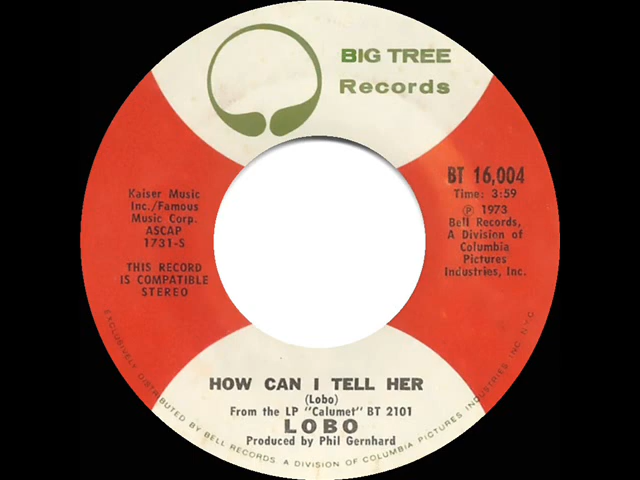 BIG TREE
Records
BT 16,004
Time: 3:59
℗ 1973
Bell Records,
A Division of
Columbia
Pictures
Industries, Inc.
Kaiser Music
Inc./Famous
Music Corp.
ASCAP
1731-S
THIS RECORD
IS COMPATIBLE
STEREO
HOW CAN I TELL HER
(Lobo)
From the LP "Calumet" BT 2101
LOBO
Produced by Phil Gernhard
EXCLUSIVELY DISTRIBUTED BY BELL RECORDS. A DIVISION OF COLUMBIA PICTURES INDUSTRIES, INC. N.Y.C.